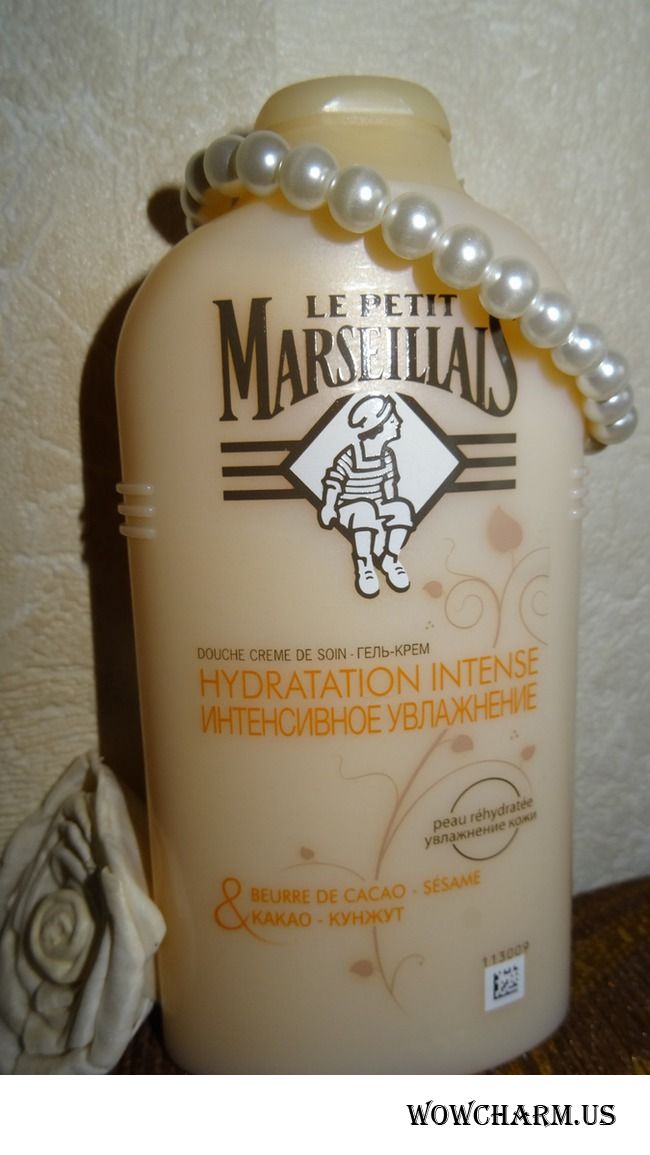 LE PETIT
MARSEILLAIS
DOUCHE CREME DE SOIN - ГЕЛЬ-КРЕМ
HYDRATATION INTENSE
ИНТЕНСИВНОЕ УВЛАЖНЕНИЕ
peau réhydratée
увлажнение кожи
& BEURRE DE CACAO - SÉSAME
КАКАО - КУНЖУТ
113009
WOWCHARM.US